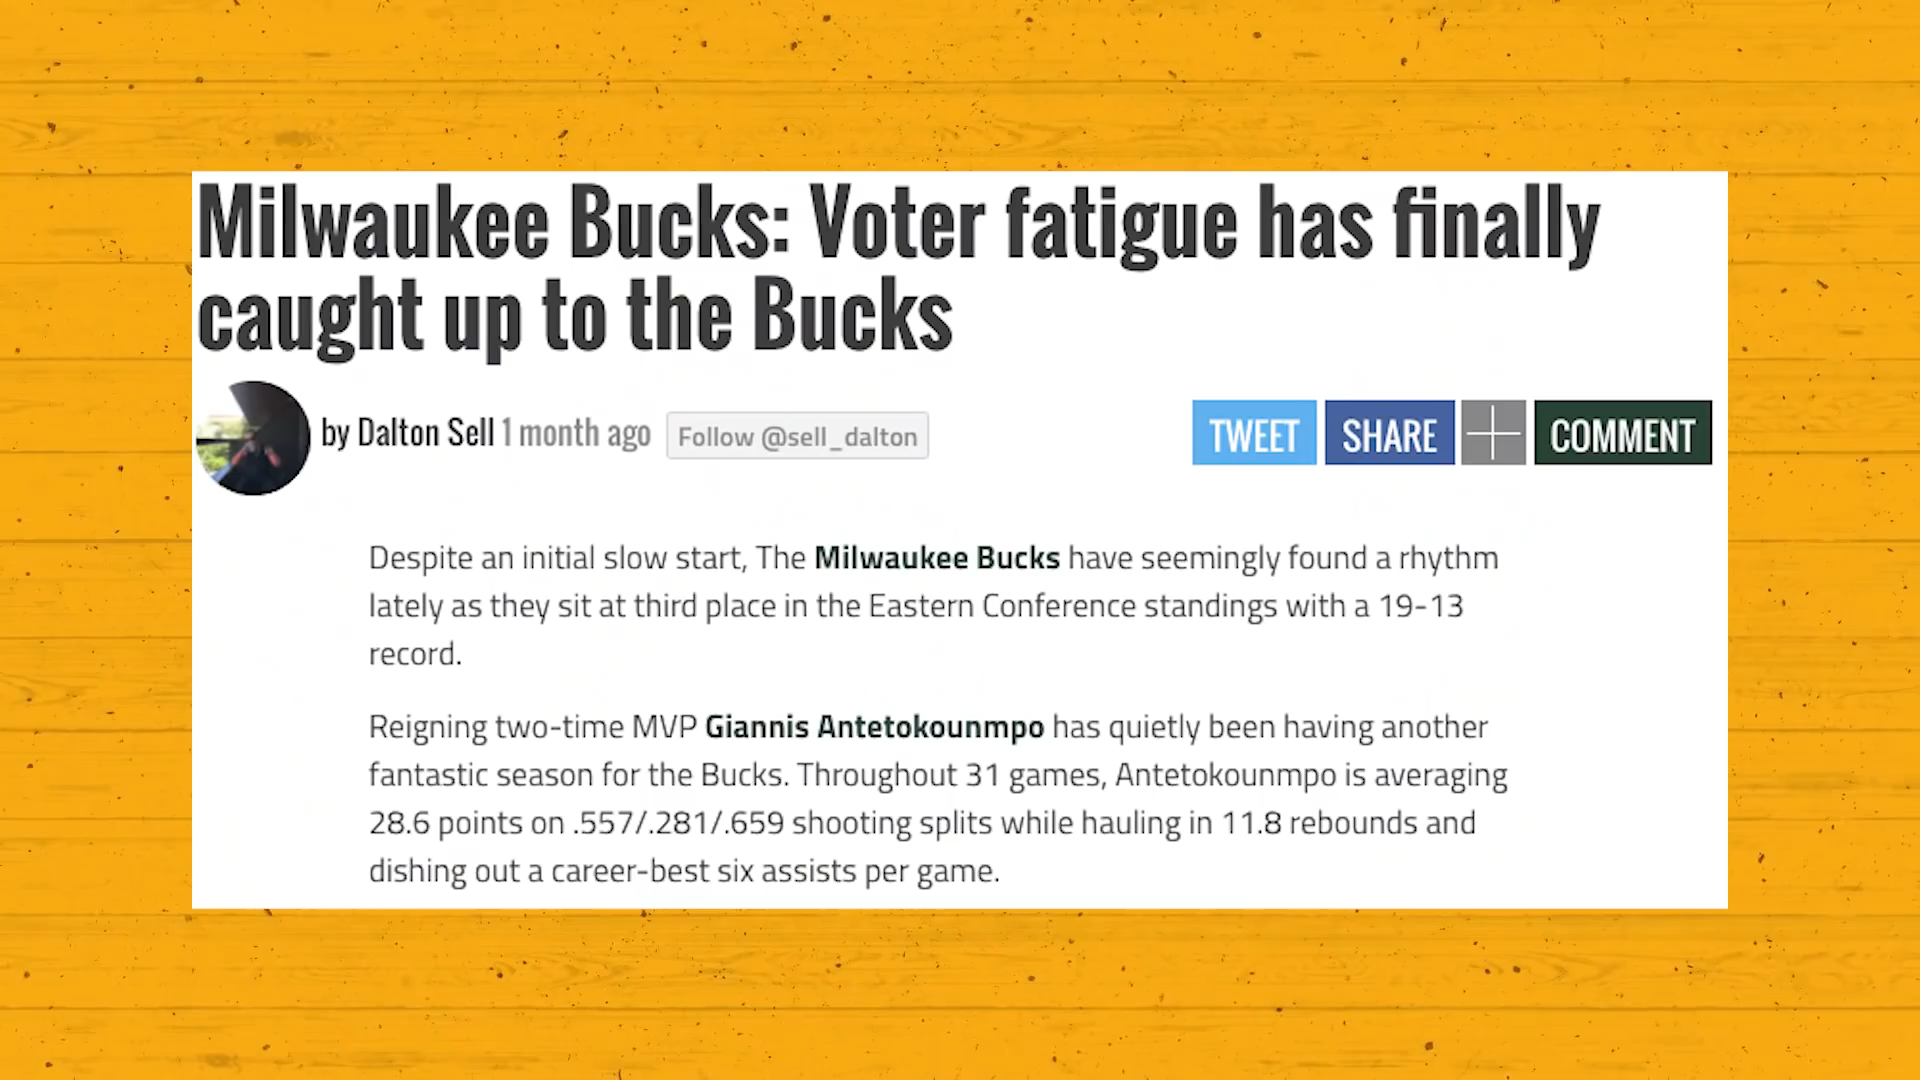 Milwaukee Bucks: Voter fatigue has finally
caught up to the Bucks
by Dalton Sell 1 month ago Follow @sell_dalton TWEET SHARE COMMENT
Despite an initial slow start, The Milwaukee Bucks have seemingly found a rhythm
lately as they sit at third place in the Eastern Conference standings with a 19-13
record.
Reigning two-time MVP Giannis Antetokounmpo has quietly been having another
fantastic season for the Bucks. Throughout 31 games, Antetokounmpo is averaging
28.6 points on .557/.281/.659 shooting splits while hauling in 11.8 rebounds and
dishing out a career-best six assists per game.